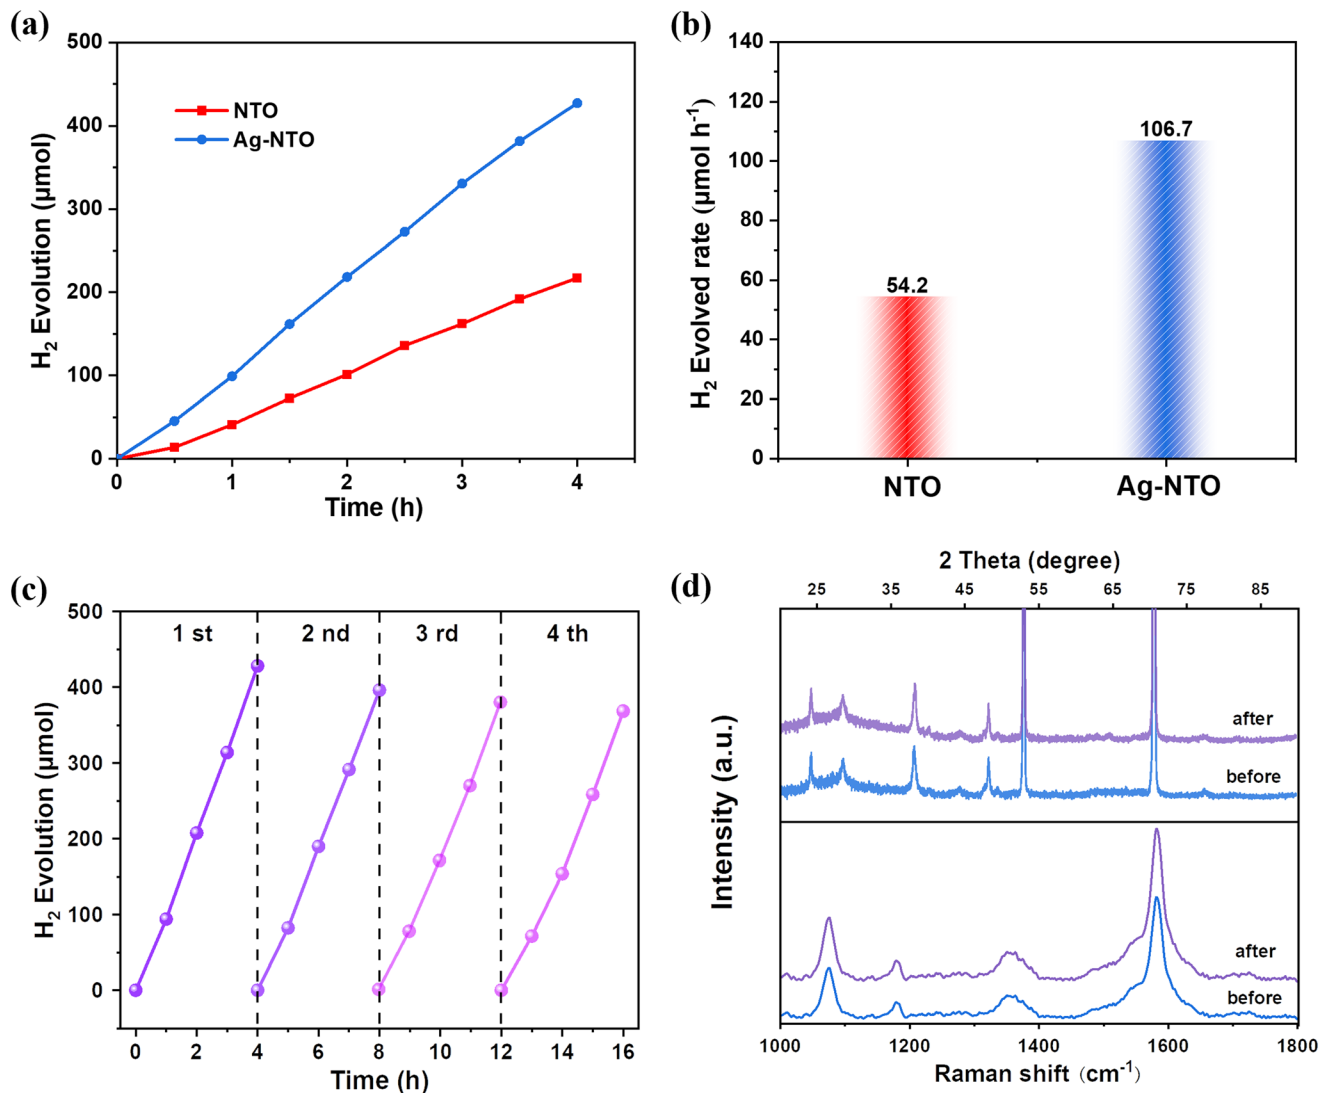 (a)
500
400
300
200
100
0
H2 Evolution (μmol)
NTO
Ag-NTO
0 1 2 3 4
Time (h)
(b)
140
120
100
80
60
40
20
0
H2 Evolved rate (μmol h-1)
54.2
106.7
NTO Ag-NTO
(c)
500
400
300
200
100
0
H2 Evolution (μmol)
1 st 2 nd 3 rd 4 th
0 2 4 6 8 10 12 14 16
Time (h)
(d)
2 Theta (degree)
25 35 45 55 65 75 85
Intensity (a.u.)
after
before
after
before
1000 1200 1400 1600 1800
Raman shift (cm-1)